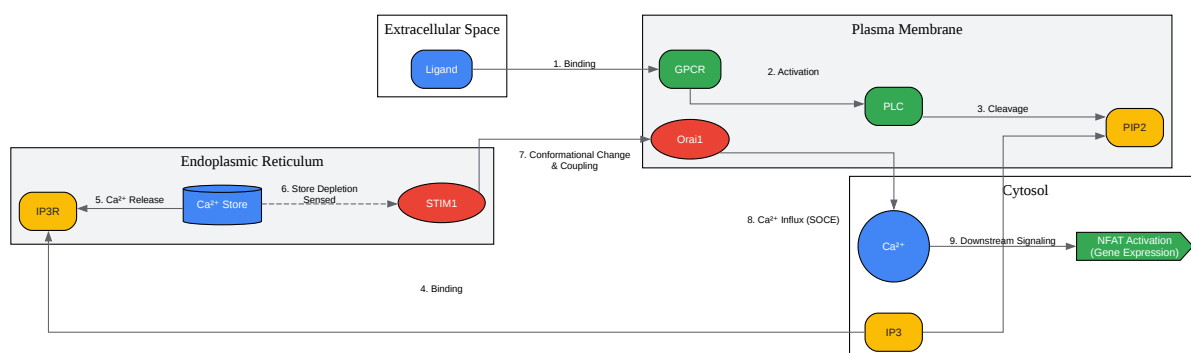 Extracellular Space
Plasma Membrane
Ligand
1. Binding
GPCR
2. Activation
PLC
3. Cleavage
PIP2
Orai1
7. Conformational Change
& Coupling
Endoplasmic Reticulum
IP3R
5. Ca²⁺ Release
Ca²⁺ Store
6. Store Depletion
Sensed
STIM1
Cytosol
8. Ca²⁺ Influx (SOCE)
Ca²⁺
9. Downstream Signaling
NFAT Activation
(Gene Expression)
4. Binding
IP3